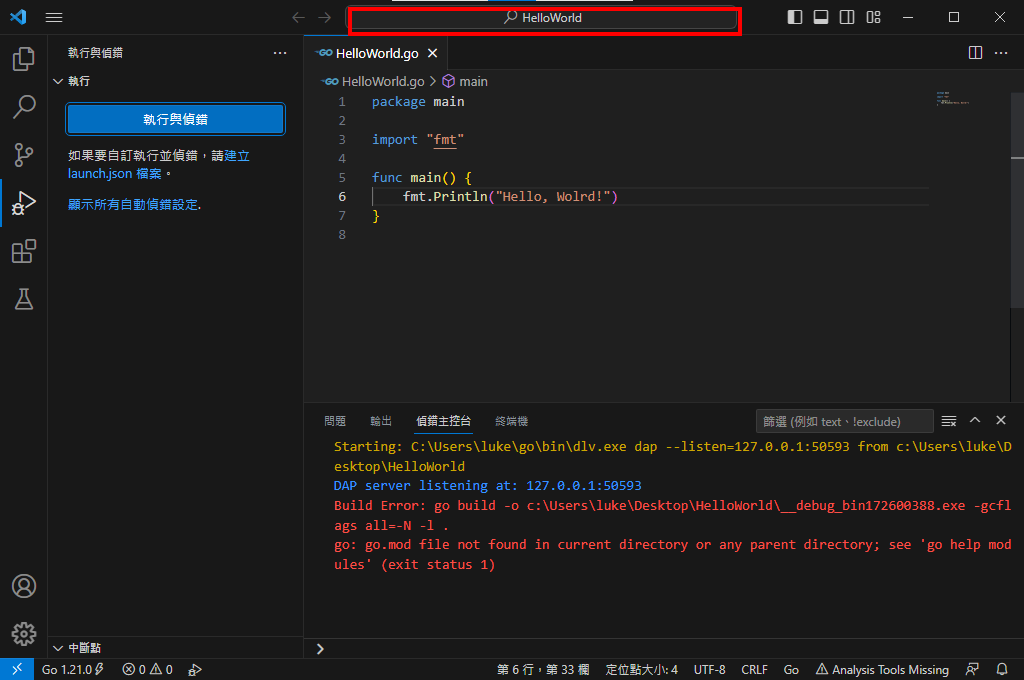 HelloWorld
執行與偵錯
執行
執行與偵錯
如果要自訂執行並偵錯，請建立
launch.json 檔案。
顯示所有自動偵錯設定.
中斷點
HelloWorld.go
HelloWorld.go > main
1 package main
2
3 import "fmt"
4
5 func main() {
6 fmt.Println("Hello, Wolrd!")
7 }
8
問題 輸出 偵錯主控台 終端機 篩選 (例如 text、!exclude)
Starting: C:\Users\luke\go\bin\dlv.exe dap --listen=127.0.0.1:50593 from c:\Users\luke\D
esktop\HelloWorld
DAP server listening at: 127.0.0.1:50593
Build Error: go build -o c:\Users\luke\Desktop\HelloWorld\__debug_bin172600388.exe -gcfl
ags all=-N -l .
go: go.mod file not found in current directory or any parent directory; see 'go help mod
ules' (exit status 1)
Go 1.21.0 0 0 第 6 行，第 33 欄 定位點大小: 4 UTF-8 CRLF Go Analysis Tools Missing